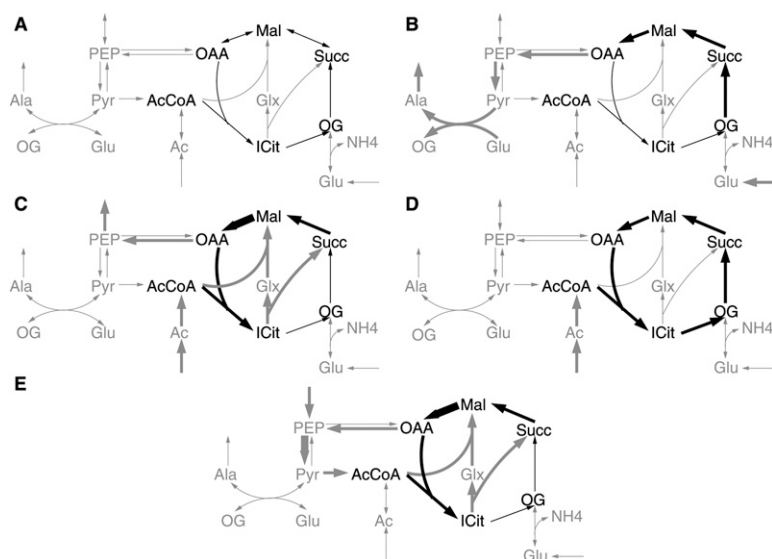 A
Mal
PEP
OAA
Succ
Ala
Pyr
AcCoA
Glx
OG
OG
Glu
Ac
ICit
NH4
Glu
B
Mal
PEP
OAA
Succ
Ala
Pyr
AcCoA
Glx
OG
OG
Glu
Ac
ICit
NH4
Glu
C
Mal
PEP
OAA
Succ
Ala
Pyr
AcCoA
Glx
OG
OG
Glu
Ac
ICit
NH4
Glu
D
Mal
PEP
OAA
Succ
Ala
Pyr
AcCoA
Glx
OG
OG
Glu
Ac
ICit
NH4
Glu
E
Mal
PEP
OAA
Succ
Ala
Pyr
AcCoA
Glx
OG
OG
Glu
Ac
ICit
NH4
Glu